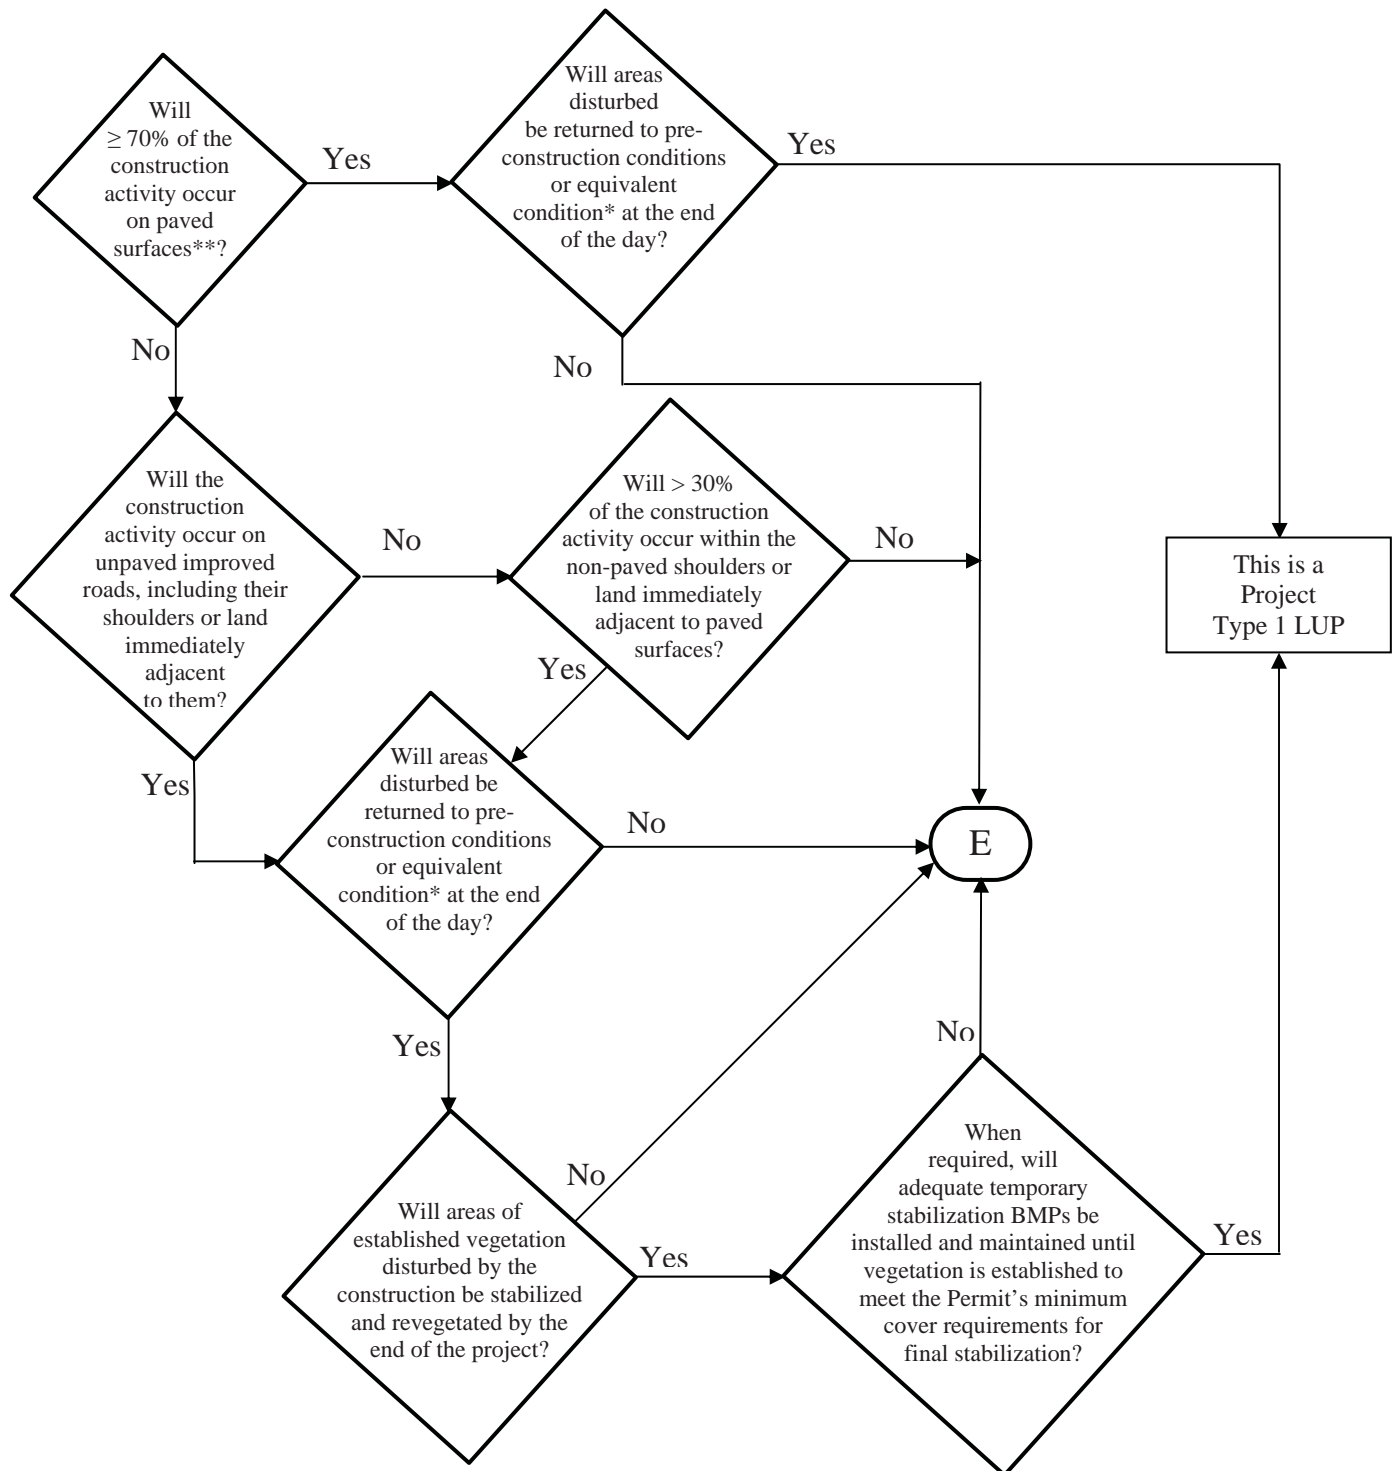 Will
≥ 70% of the
construction
activity occur
on paved
surfaces**?
Yes
Will areas
disturbed
be returned to pre-
construction conditions
or equivalent
condition* at the end
of the day?
Yes
No
No
Will the
construction
activity occur on
unpaved improved
roads, including their
shoulders or land
immediately
adjacent
to them?
No
Will > 30%
of the construction
activity occur within the
non-paved shoulders or
land immediately
adjacent to paved
surfaces?
No
This is a
Project
Type 1 LUP
Yes
Yes
Will areas
disturbed be
returned to pre-
construction conditions
or equivalent
condition* at the end
of the day?
No
E
Yes
No
No
Will areas of
established vegetation
disturbed by the
construction be stabilized
and revegetated by the
end of the project?
Yes
When
required, will
adequate temporary
stabilization BMPs be
installed and maintained until
vegetation is established to
meet the Permit’s minimum
cover requirements for
final stabilization?
Yes